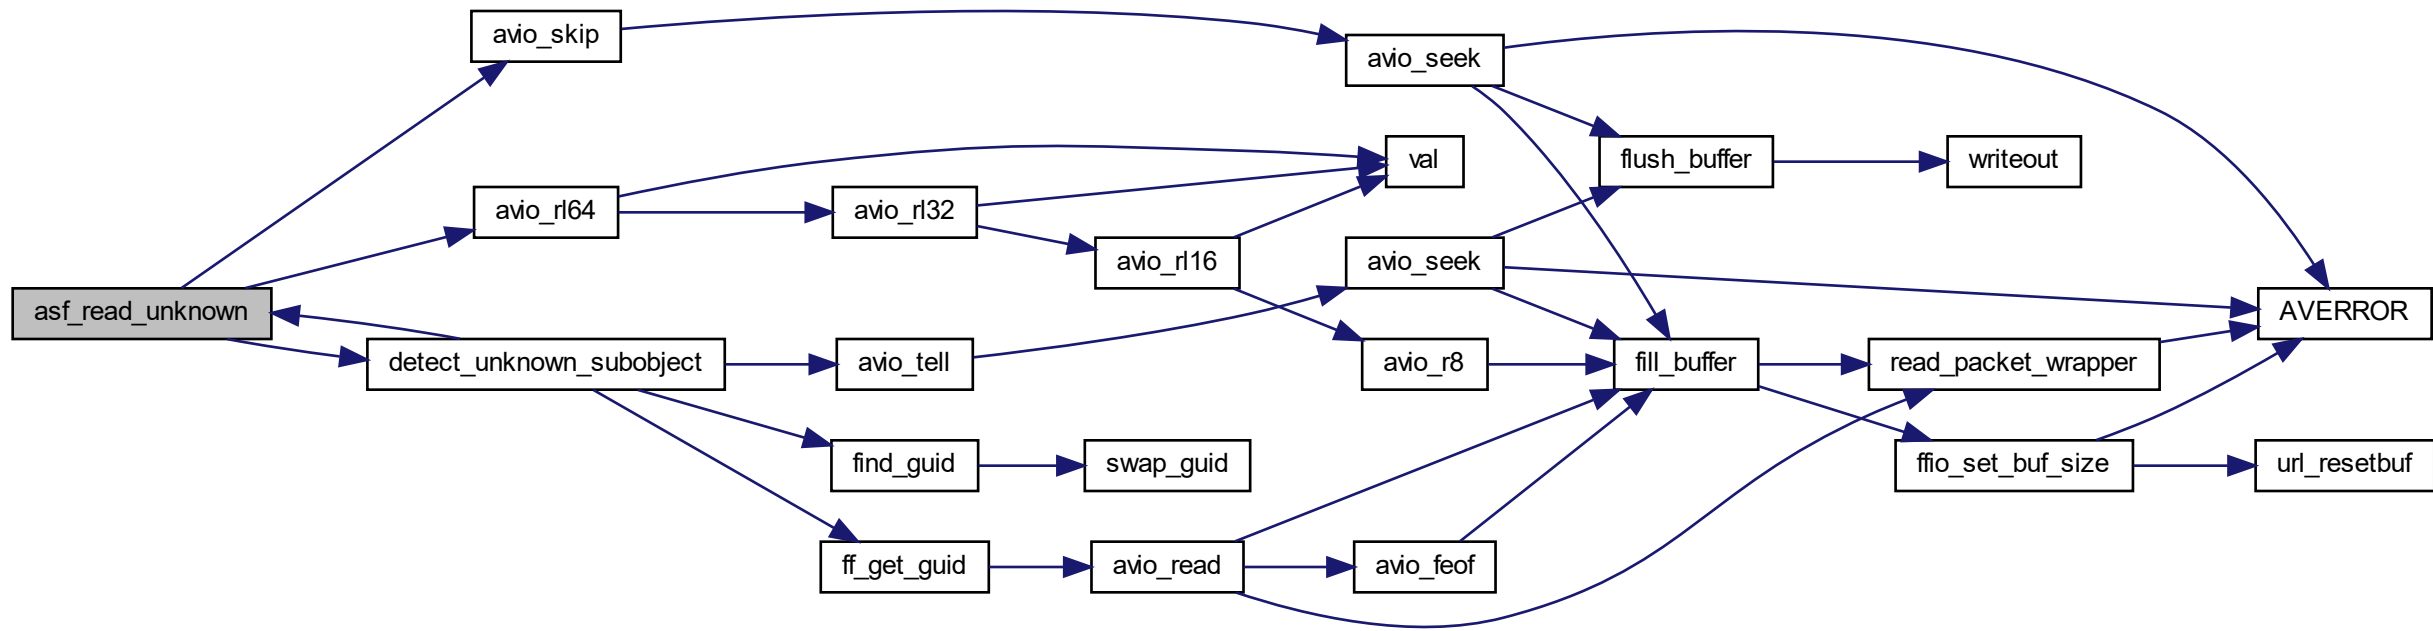 avio_skip
avio_seek
val
flush_buffer
writeout
avio_rl64
avio_rl32
avio_rl16
avio_seek
asf_read_unknown
AVERROR
detect_unknown_subobject
avio_tell
avio_r8
fill_buffer
read_packet_wrapper
find_guid
swap_guid
ffio_set_buf_size
url_resetbuf
ff_get_guid
avio_read
avio_feof